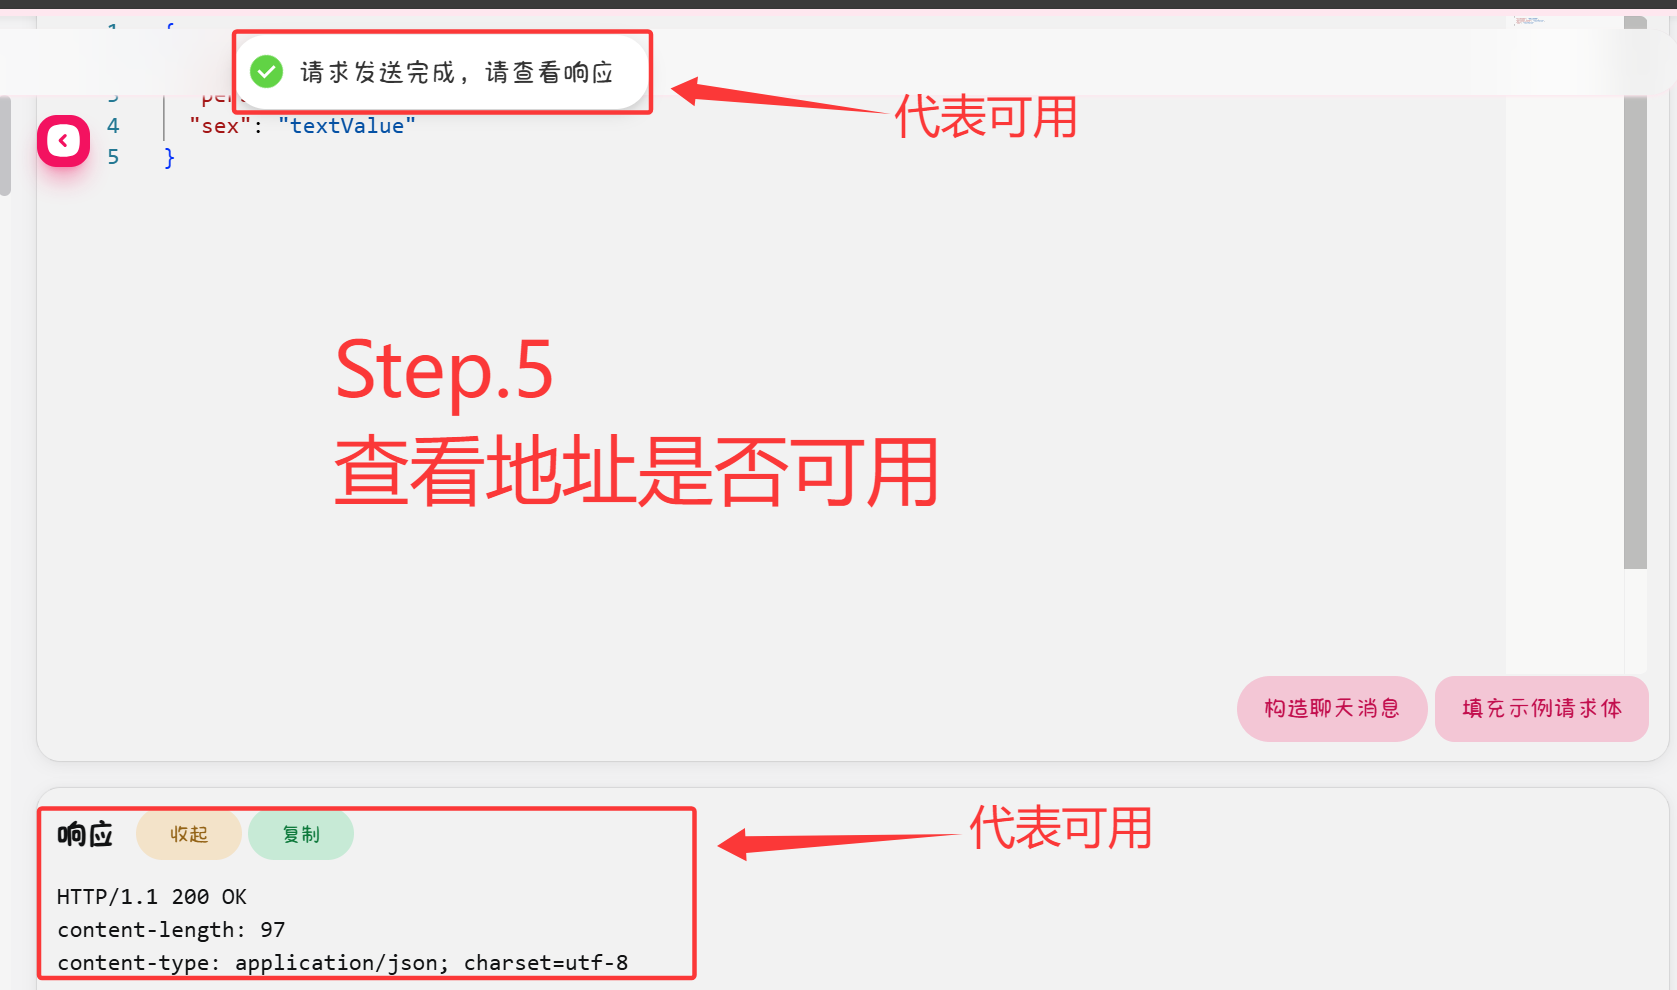 1 {
请求发送完成，请查看响应
代表可用
4 "sex": "textValue"
5 }
Step.5
查看地址是否可用
构造聊天消息 填充示例请求体
响应 收起 复制
代表可用
HTTP/1.1 200 OK
content-length: 97
content-type: application/json; charset=utf-8